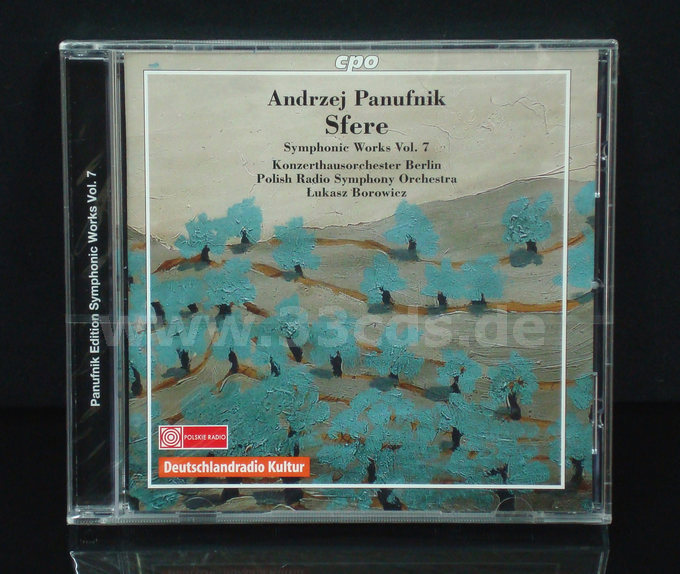 cpo
Andrzej Panufnik
Sfere
Symphonic Works Vol. 7
Konzerthausorchester Berlin
Polish Radio Symphony Orchestra
Łukasz Borowicz
Panufnik Edition Symphonic Works Vol. 7
www.33cds.de
POLSKIE RADIO
Deutschlandradio Kultur